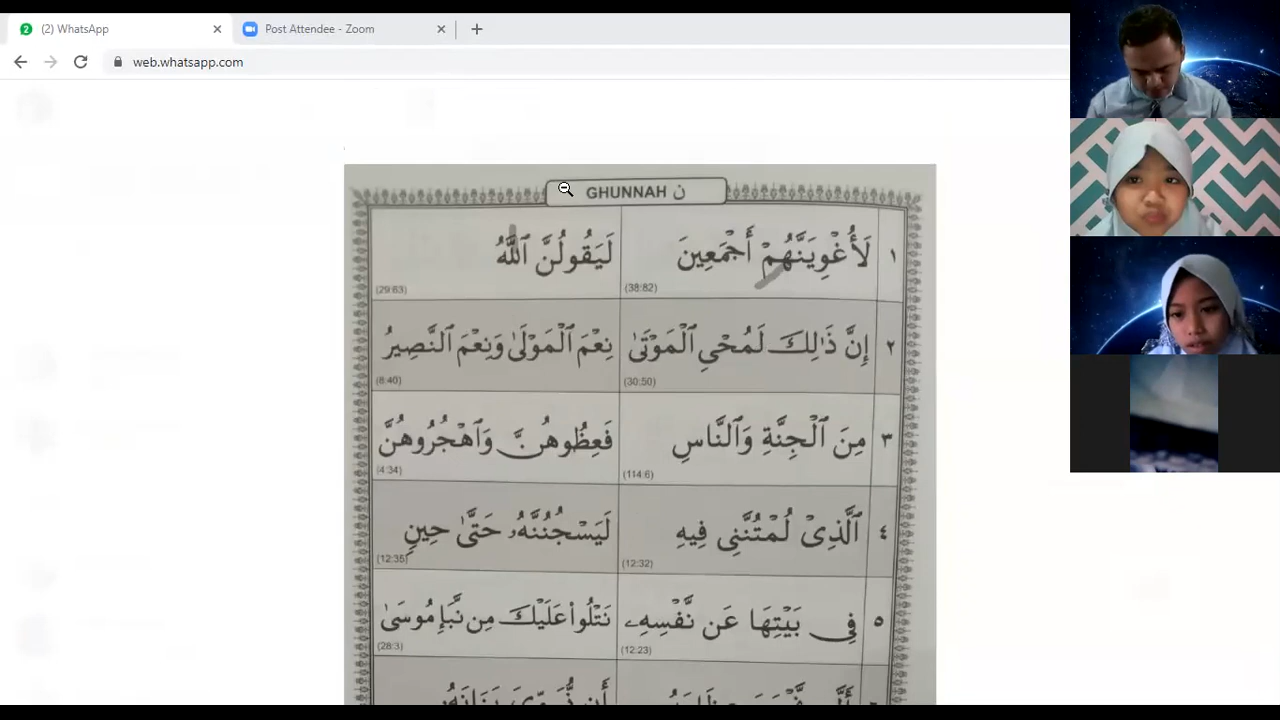 (2) WhatsApp
Post Attendee - Zoom
web.whatsapp.com
GHUNNAH ن
١ لَأُغْوِيَنَّهُمْ أَجْمَعِينَ (38:82) لَيَقُولُنَّ ٱللَّهُ (29:63)
٢ إِنَّ ذَٰلِكَ لَمُحْىِ ٱلْمَوْتَىٰ (30:50) نِعْمَ ٱلْمَوْلَىٰ وَنِعْمَ ٱلنَّصِيرُ (8:40)
٣ مِنَ ٱلْجِنَّةِ وَٱلنَّاسِ (114:6) فَعِظُوهُنَّ وَٱهْجُرُوهُنَّ (4:34)
٤ ٱلَّذِىْ لُمْتُنَّنِى فِيهِ (12:32) لَيَسْجُنُنَّهُۥ حَتَّىٰ حِينٍ (12:35)
٥ فِى بَيْتِهَا عَن نَّفْسِهِۦ (12:23) نَتْلُوا۟ عَلَيْكَ مِن نَّبَإِ مُوسَىٰ (28:3)